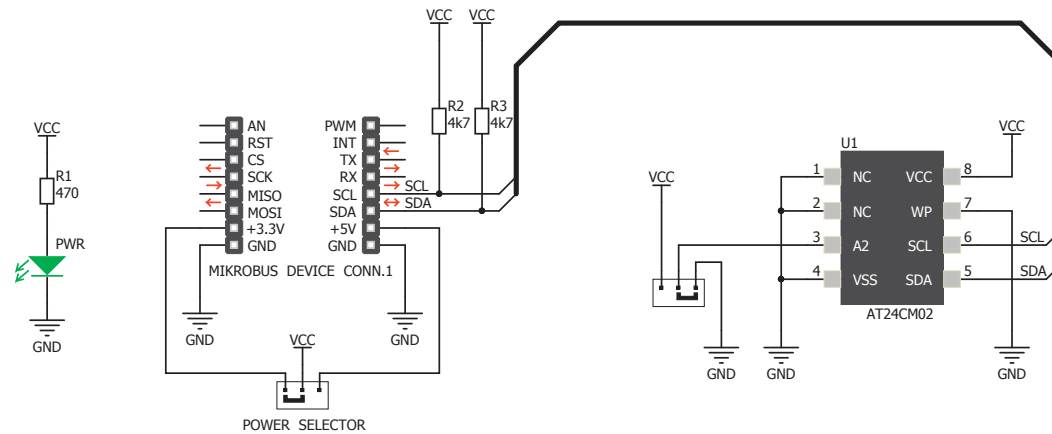 VCC
R1
470
PWR
GND
AN
RST
CS
SCK
MISO
MOSI
+3.3V
GND
PWM
INT
TX
RX
SCL
SDA
+5V
GND
SCL
SDA
MIKROBUS DEVICE CONN.1
GND
GND
VCC
POWER SELECTOR
VCC
VCC
R2
4k7
R3
4k7
VCC
GND
U1
1
NC
VCC
8
2
NC
WP
7
3
A2
SCL
6
SCL
4
VSS
SDA
5
SDA
AT24CM02
VCC
GND
GND